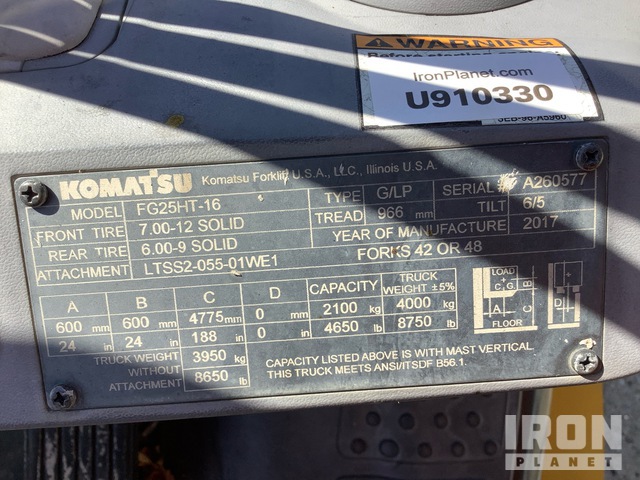 WARNING
IronPlanet.com
U910330
9EB-96-A5960
KOMATSU Komatsu Forklift U.S.A., LLC., Illinois U.S.A.
MODEL FG25HT-16 TYPE G/LP SERIAL A260577
FRONT TIRE 7.00-12 SOLID TREAD 966 mm TILT 6/5
REAR TIRE 6.00-9 SOLID YEAR OF MANUFACTURE 2017
ATTACHMENT LTSS2-055-01WE1 FORKS 42 OR 48
A B C D CAPACITY TRUCK WEIGHT ±5%
600 mm 600 mm 4775 mm 0 mm 2100 kg 4000 kg
24 in 24 in 188 in 0 in 4650 lb 8750 lb
TRUCK WEIGHT WITHOUT ATTACHMENT 3950 kg
8650 lb
LOAD
C G
A
FLOOR
B
C
D
CAPACITY LISTED ABOVE IS WITH MAST VERTICAL
THIS TRUCK MEETS ANSI/ITSDF B56.1.
IRON
PLANET